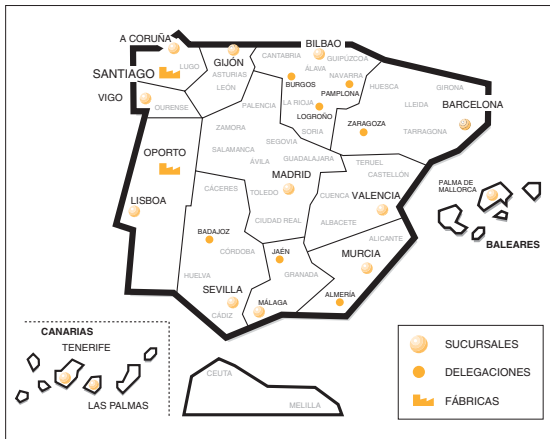 A CORUÑA
LUGO
GIJÓN
ASTURIAS
CANTABRIA
BILBAO
GUIPÚZCOA
ÁLAVA
NAVARRA
SANTIAGO
LEÓN
BURGOS
PAMPLONA
HUESCA
GIRONA
VIGO
OURENSE
PALENCIA
LA RIOJA
LOGROÑO
LLEIDA
BARCELONA
ZAMORA
SORIA
ZARAGOZA
TARRAGONA
OPORTO
SALAMANCA
SEGOVIA
ÁVILA
GUADALAJARA
TERUEL
CASTELLÓN
MADRID
CÁCERES
TOLEDO
CUENCA
VALENCIA
PALMA DE
MALLORCA
LISBOA
CIUDAD REAL
ALBACETE
BADAJOZ
CÓRDOBA
JAÉN
ALICANTE
BALEARES
MURCIA
HUELVA
GRANADA
SEVILLA
MÁLAGA
ALMERÍA
CÁDIZ
CANARIAS
TENERIFE
LAS PALMAS
CEUTA
MELILLA
SUCURSALES
DELEGACIONES
FÁBRICAS